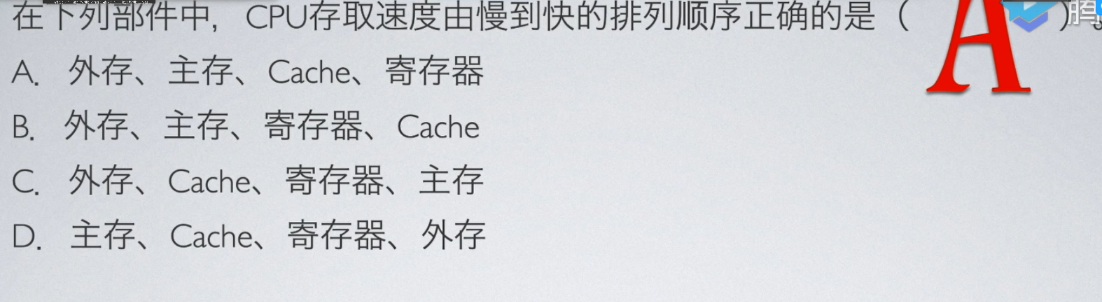 在下列部件中，CPU存取速度由慢到快的排列顺序正确的是（ A ）。
A. 外存、主存、Cache、寄存器
B. 外存、主存、寄存器、Cache
C. 外存、Cache、寄存器、主存
D. 主存、Cache、寄存器、外存